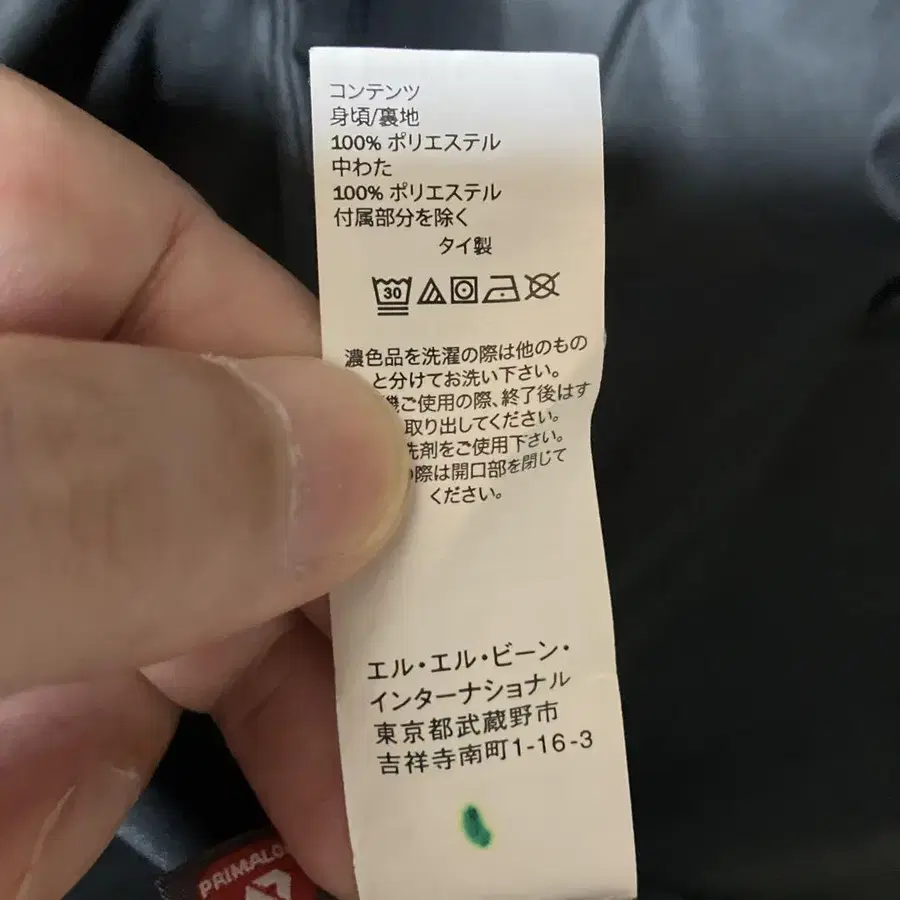 コンテンツ
身頃/裏地
100% ポリエステル
中わた
100% ポリエステル
付属部分を除く
タイ製
30
濃色品を洗濯の際は他のもの
と分けてお洗い下さい。
機ご使用の際、終了後はす
取り出してください。
洗剤をご使用下さい。
の際は開口部を閉じて
ください。
エル・エル・ビーン・
インターナショナル
東京都武蔵野市
吉祥寺南町1-16-3